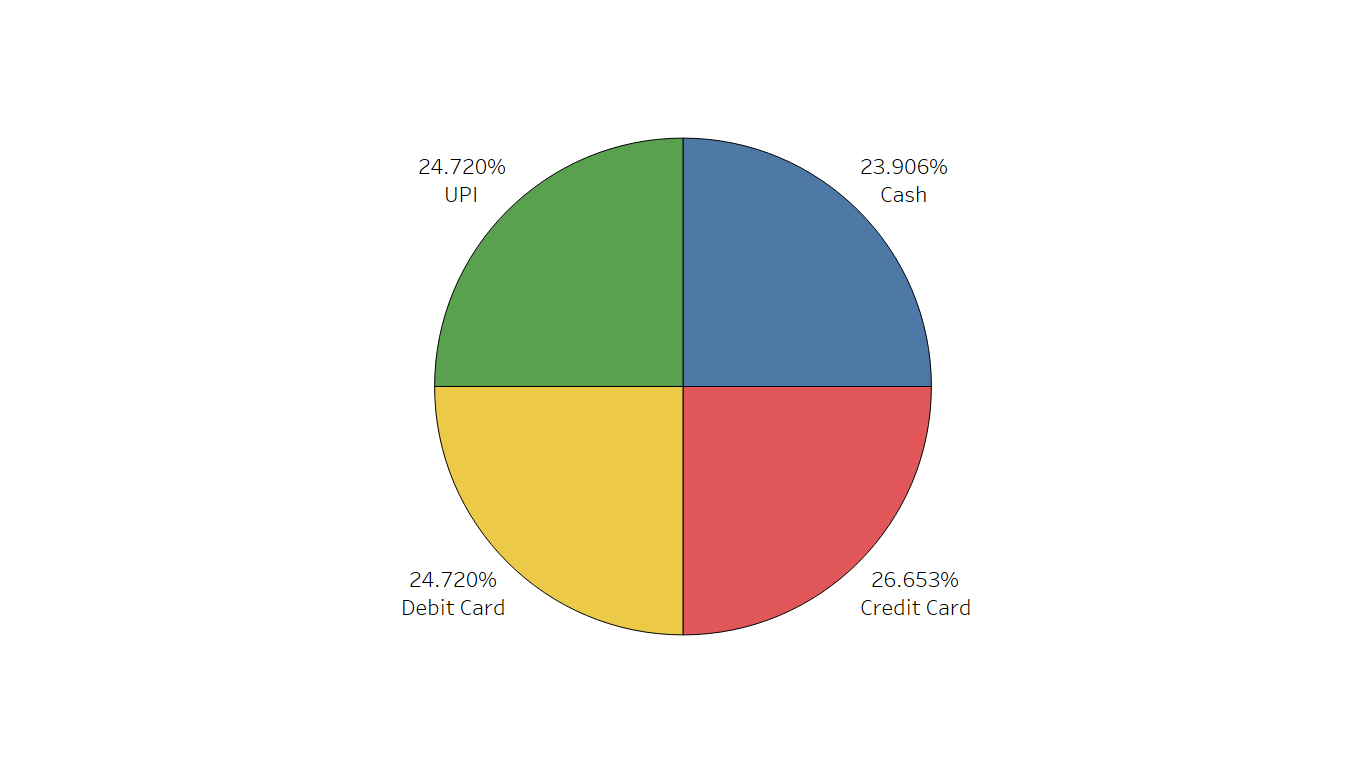 24.720%
UPI
23.906%
Cash
24.720%
Debit Card
26.653%
Credit Card